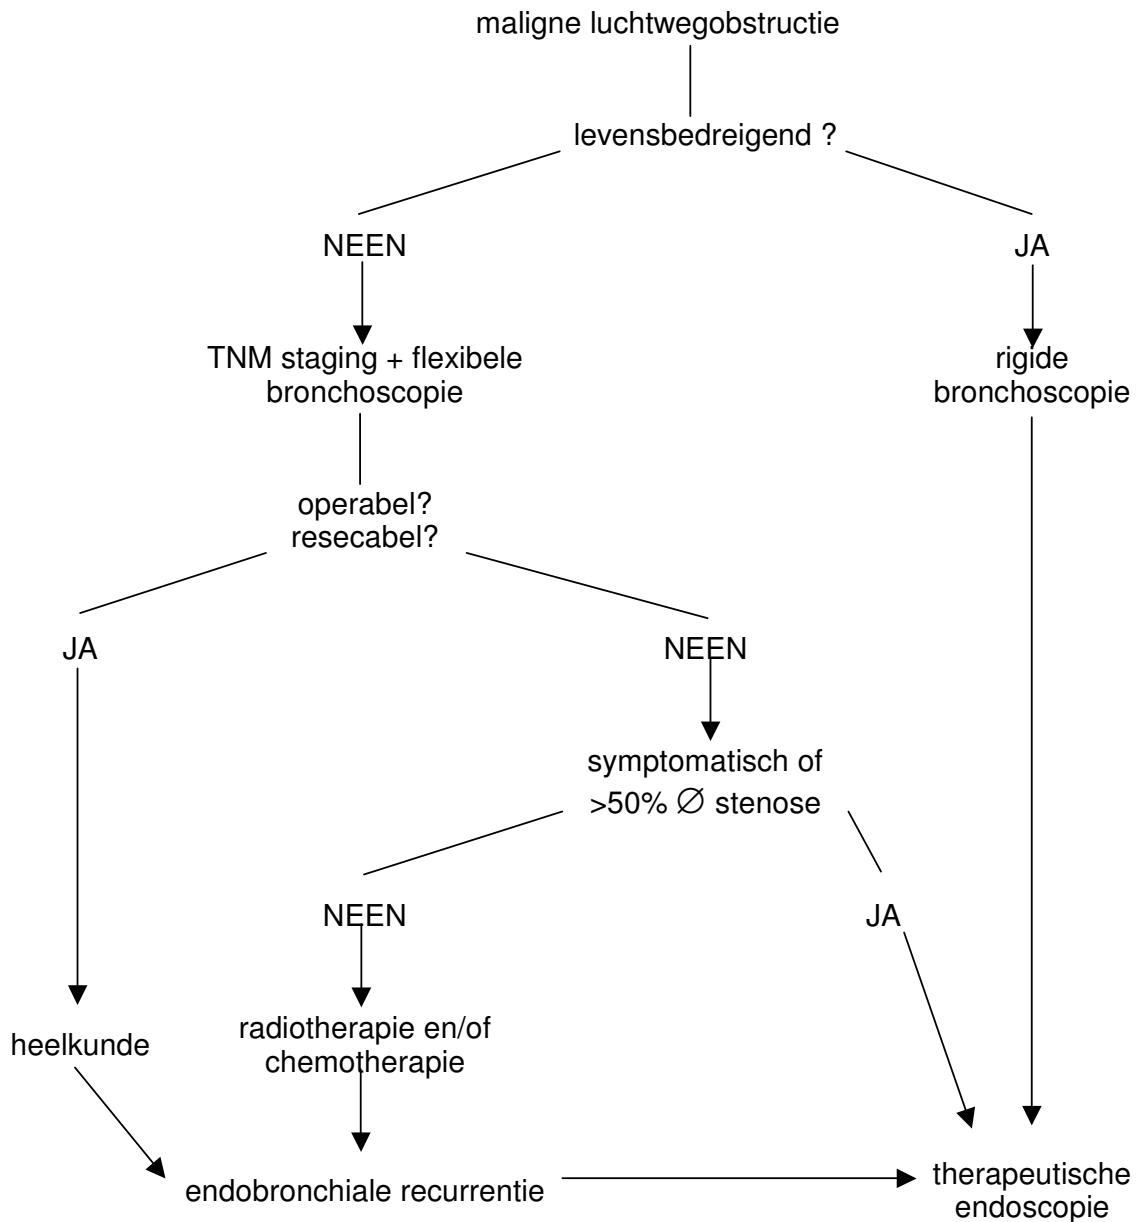 maligne luchtwegobstructie
levensbedreigend ?
NEEN
JA
TNM staging + flexibele
bronchoscopie
rigide
bronchoscopie
operabel?
resecabel?
JA
NEEN
symptomatisch of
>50% ∅ stenose
NEEN
JA
heelkunde
radiotherapie en/of
chemotherapie
endobronchiale recurrentie
therapeutische
endoscopie